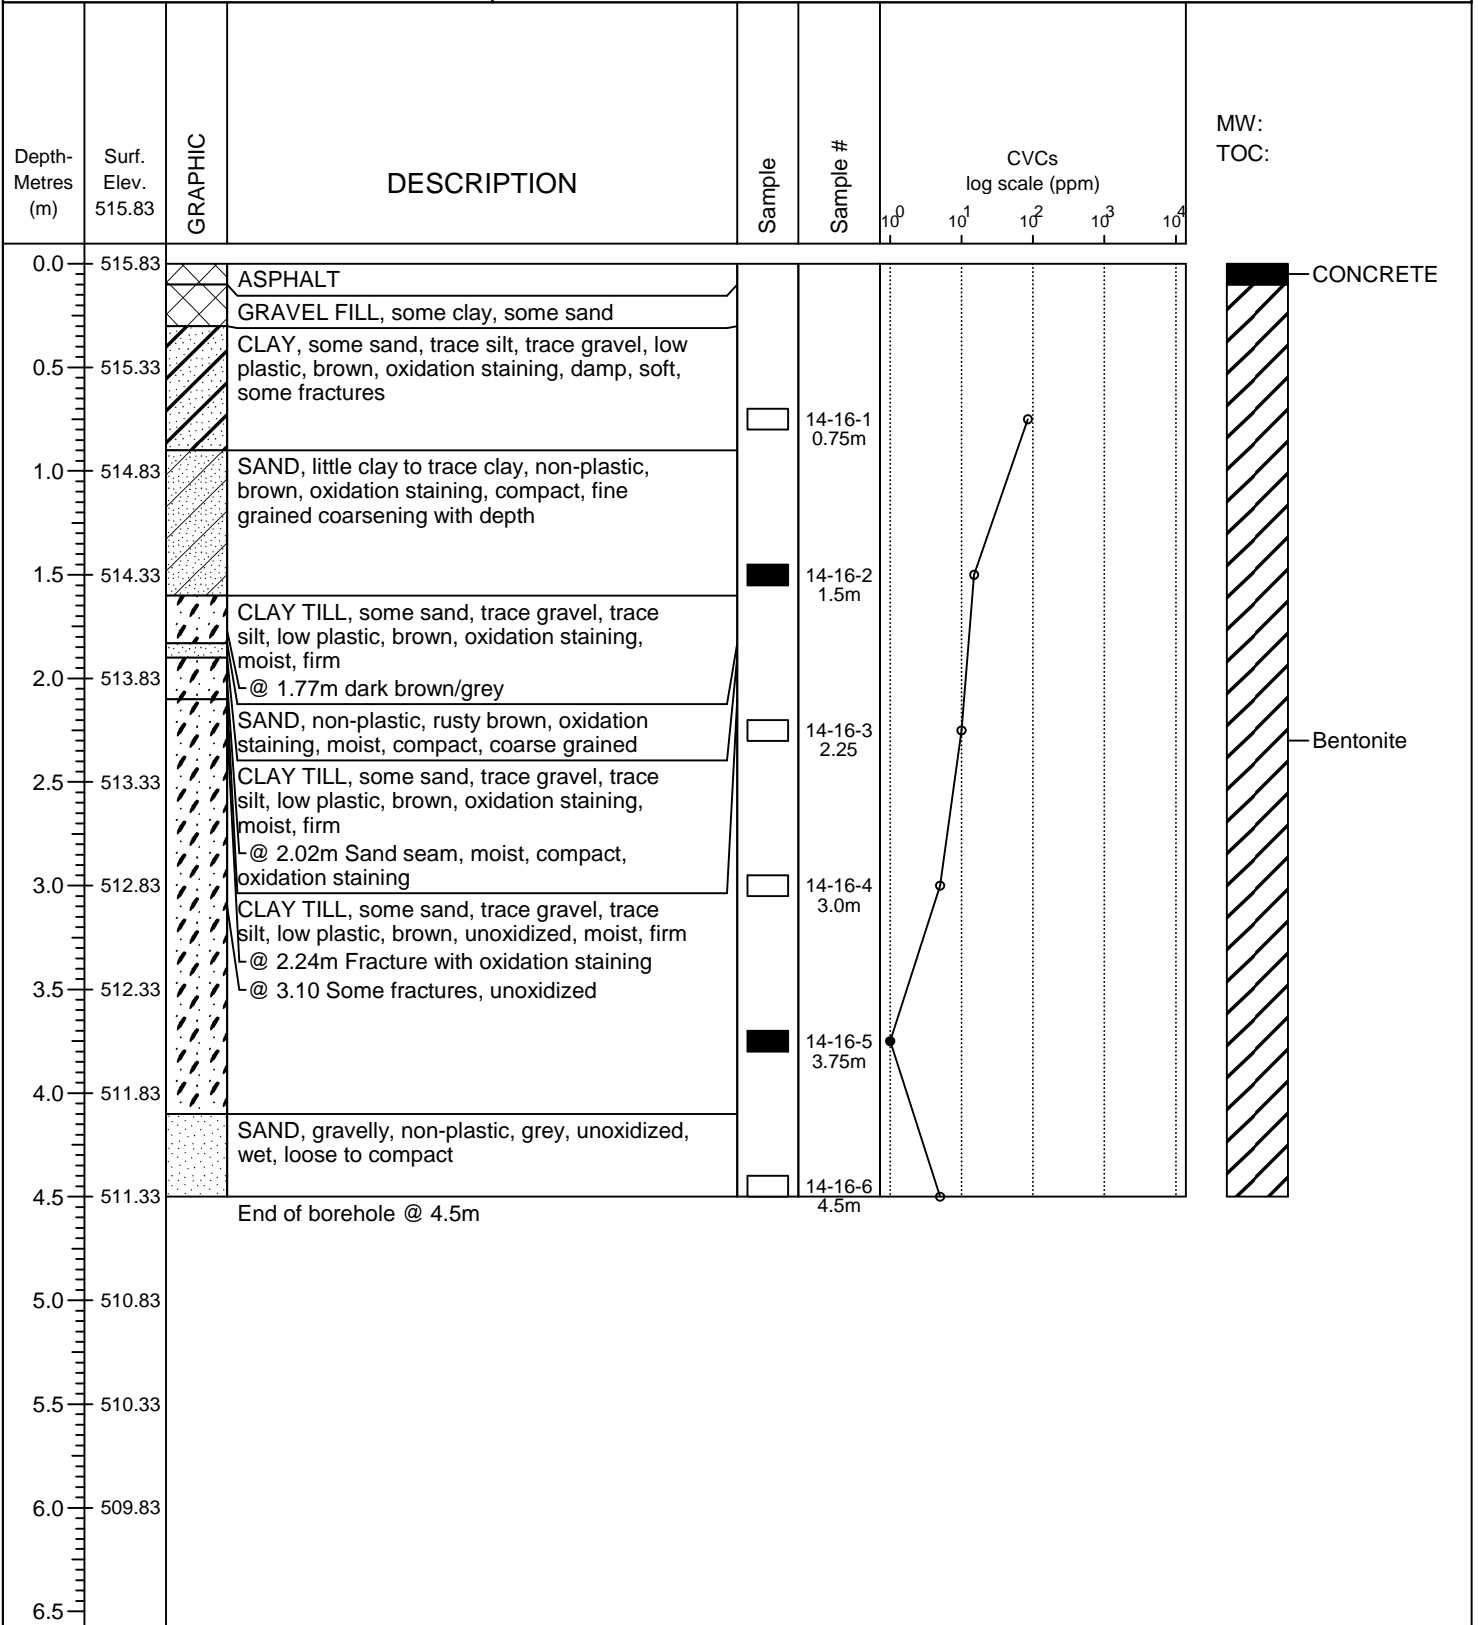 Depth-
Metres
(m)
Surf.
Elev.
515.83
GRAPHIC
DESCRIPTION
Sample
Sample #
CVCs
log scale (ppm)
10^0 10^1 10^2 10^3 10^4
MW:
TOC:
0.0 515.83
ASPHALT
CONCRETE
GRAVEL FILL, some clay, some sand
CLAY, some sand, trace silt, trace gravel, low
plastic, brown, oxidation staining, damp, soft,
some fractures
0.5 515.33
14-16-1
0.75m
1.0 514.83
SAND, little clay to trace clay, non-plastic,
brown, oxidation staining, compact, fine
grained coarsening with depth
1.5 514.33
14-16-2
1.5m
CLAY TILL, some sand, trace gravel, trace
silt, low plastic, brown, oxidation staining,
moist, firm
@ 1.77m dark brown/grey
2.0 513.83
SAND, non-plastic, rusty brown, oxidation
staining, moist, compact, coarse grained
14-16-3
2.25
Bentonite
CLAY TILL, some sand, trace gravel, trace
silt, low plastic, brown, oxidation staining,
moist, firm
2.5 513.33
@ 2.02m Sand seam, moist, compact,
oxidation staining
3.0 512.83
14-16-4
3.0m
CLAY TILL, some sand, trace gravel, trace
silt, low plastic, brown, unoxidized, moist, firm
@ 2.24m Fracture with oxidation staining
@ 3.10 Some fractures, unoxidized
3.5 512.33
14-16-5
3.75m
4.0 511.83
SAND, gravelly, non-plastic, grey, unoxidized,
wet, loose to compact
14-16-6
4.5m
4.5 511.33
End of borehole @ 4.5m
5.0 510.83
5.5 510.33
6.0 509.83
6.5